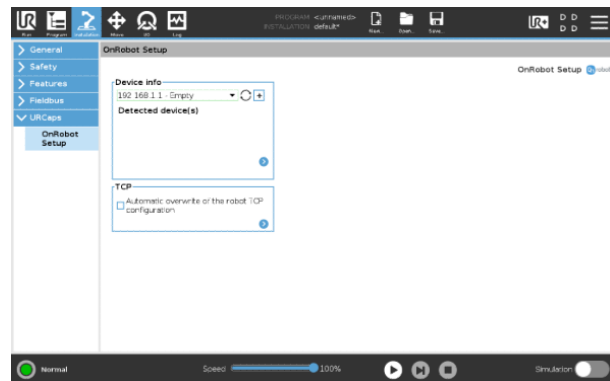 PROGRAM <unnamed>
INSTALLATION default*
Run Program Installation Move I/O Log New... Open... Save...
UR+
D D
D D
General
Safety
Features
Fieldbus
URCaps
OnRobot
Setup
OnRobot Setup
OnRobot Setup
Device info
192.168.1.1 - Empty
Detected device(s)
TCP
Automatic overwrite of the robot TCP
configuration
Normal
Speed
100%
Simulation